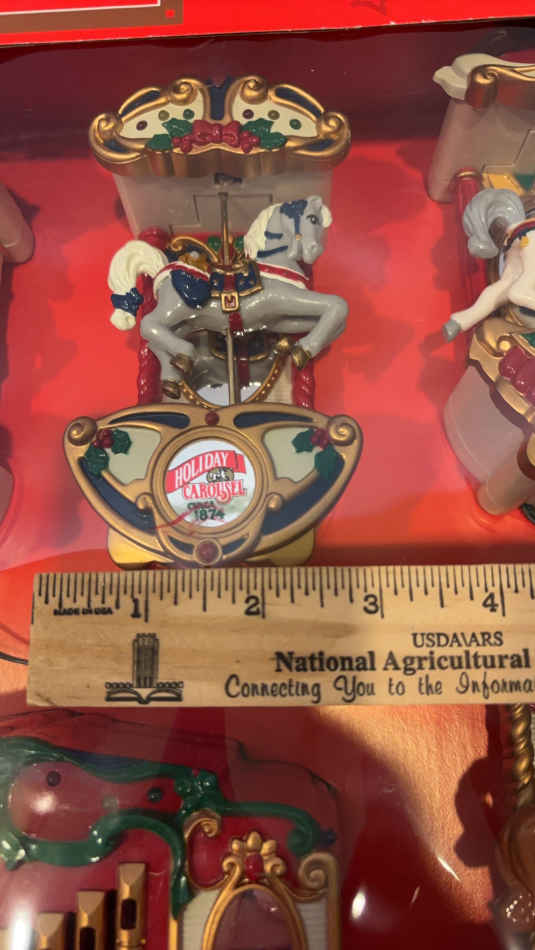 HOLIDAY
CAROUSEL
CIRCA
1874
MADE IN USA
1 2 3 4
USDA\ARS
National Agricultural
Connecting You to the Informa